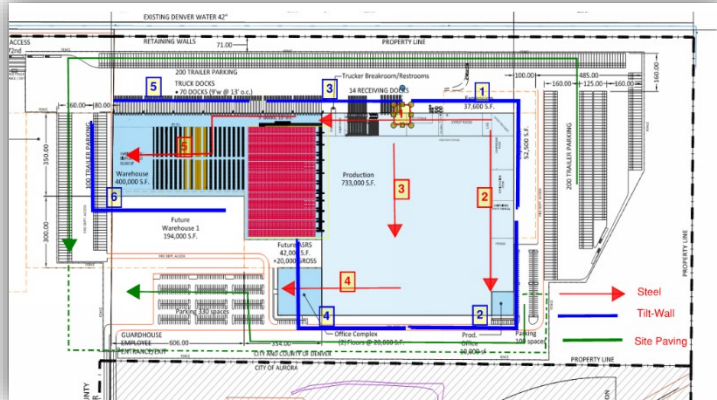 EXISTING DENVER WATER 42"
ACCESS
72nd
RETAINING WALLS
71.00
PROPERTY LINE
200 TRAILER PARKING
TRUCK DOCKS
• 70 DOCKS (9'w @ 13' o.c.)
Trucker Breakroom/Restrooms
14 RECEIVING DOCKS
5
3
1
37,600 S.F.
100.00
485.00
160.00
125.00
160.00
160.00
160.00
80.00
1
5
52,500 S.F.
100 TRAILER PARKING
350.00
Warehouse
400,000 S.F.
Production
733,000 S.F.
3
2
200 TRAILER PARKING
6
300.00
Future
Warehouse 1
194,000 S.F.
Future ASRS
42,000 S.F.
+20,000 GROSS
4
PROPERTY LINE
Parking 330 spaces
4
2
Steel
Tilt-Wall
Site Paving
Office Complex
(2) Floors @ 20,000 S.F.
Prod.
Office
Parking
GUARDHOUSE
EMPLOYEE
ENTRANCE/EXIT
606.00
354.00
CITY AND COUNTY OF DENVER
CITY OF AURORA
PROPERTY LINE